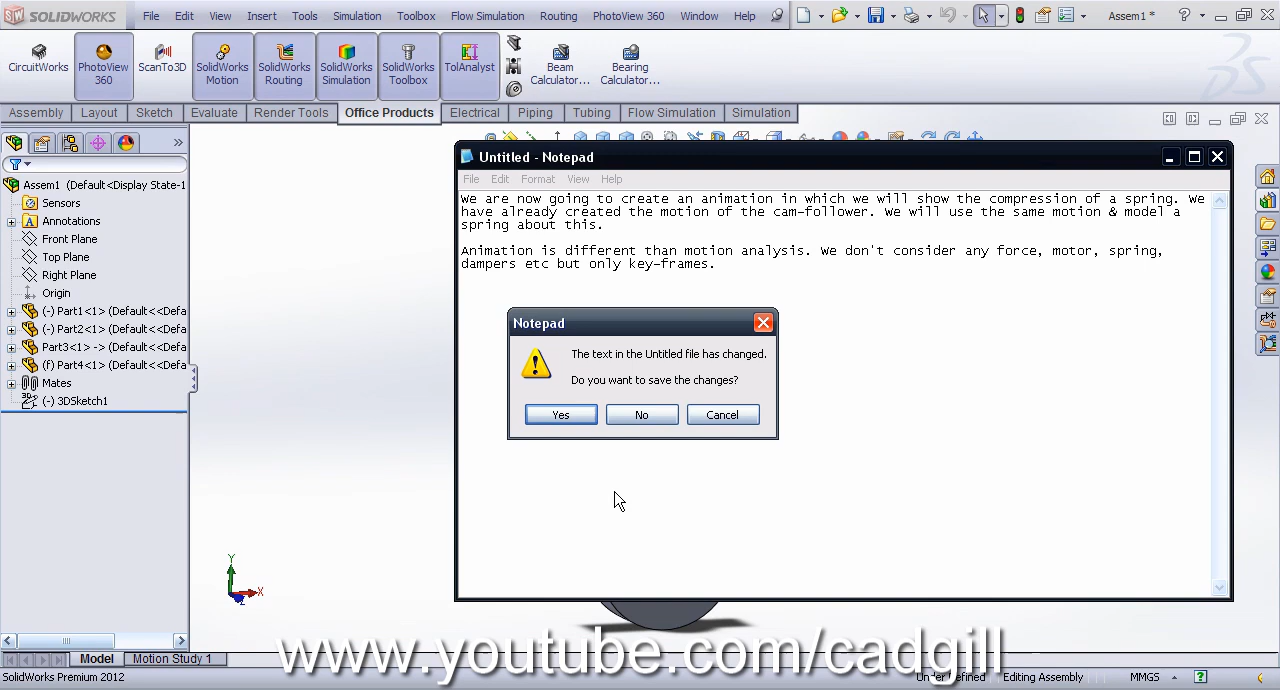 SOLIDWORKS File Edit View Insert Tools Simulation Toolbox Flow Simulation Routing PhotoView 360 Window Help Assem1 * ?
CircuitWorks
PhotoView 360
ScanTo3D
SolidWorks Motion
SolidWorks Routing
SolidWorks Simulation
SolidWorks Toolbox
TolAnalyst
Beam Calculator...
Bearing Calculator...
Assembly Layout Sketch Evaluate Render Tools Office Products Electrical Piping Tubing Flow Simulation Simulation
Assem1 (Default<Display State-1
Sensors
Annotations
Front Plane
Top Plane
Right Plane
Origin
(-) Part1<1> (Default<<Defa
(-) Part2<1> (Default<<Defa
Part3<1> -> (Default<<Defa
(f) Part4<1> (Default<<Defa
Mates
(-) 3DSketch1
Untitled - Notepad
File Edit Format View Help
We are now going to create an animation in which we will show the compression of a spring. We
have already created the motion of the cam-follower. We will use the same motion & model a
spring about this.
Animation is different than motion analysis. We don't consider any force, motor, spring,
dampers etc but only key-frames.
Notepad
The text in the Untitled file has changed.
Do you want to save the changes?
Yes No Cancel
Y
X
Z
www.youtube.com/cadgill
Model Motion Study 1
SolidWorks Premium 2012 Under Defined Editing Assembly MMGS ?